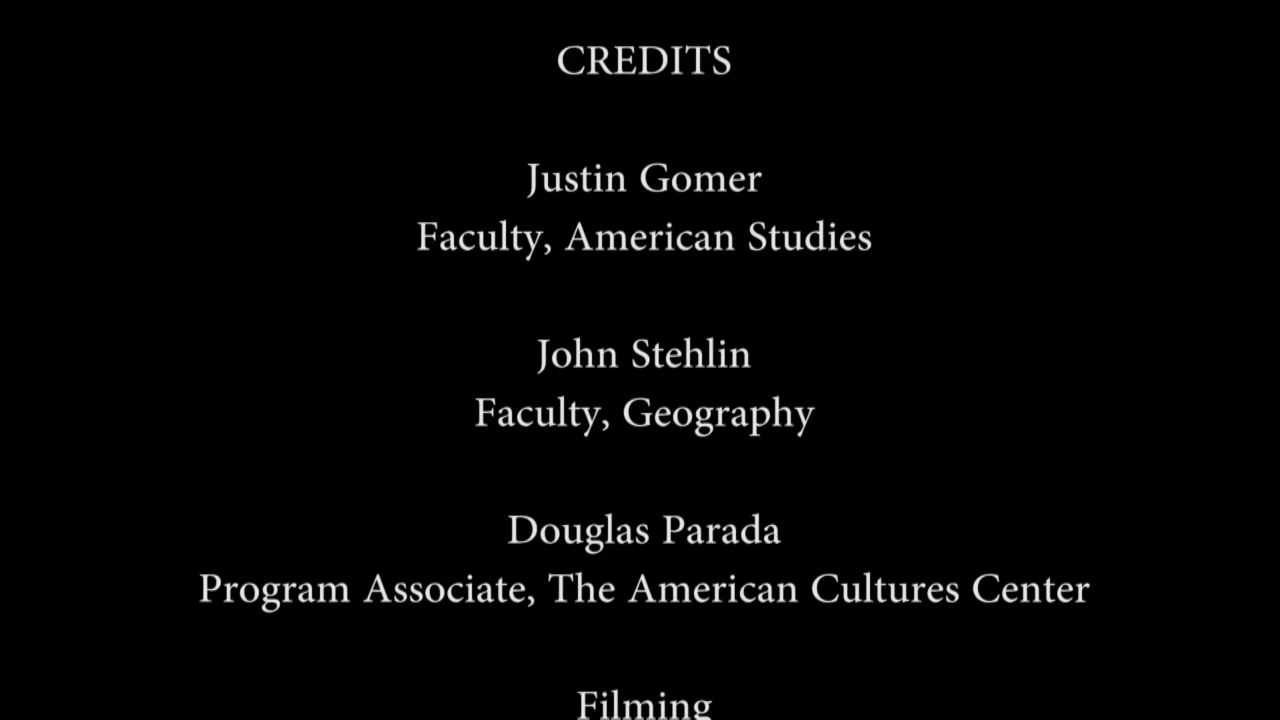 CREDITS
Justin Gomer
Faculty, American Studies
John Stehlin
Faculty, Geography
Douglas Parada
Program Associate, The American Cultures Center
Filming